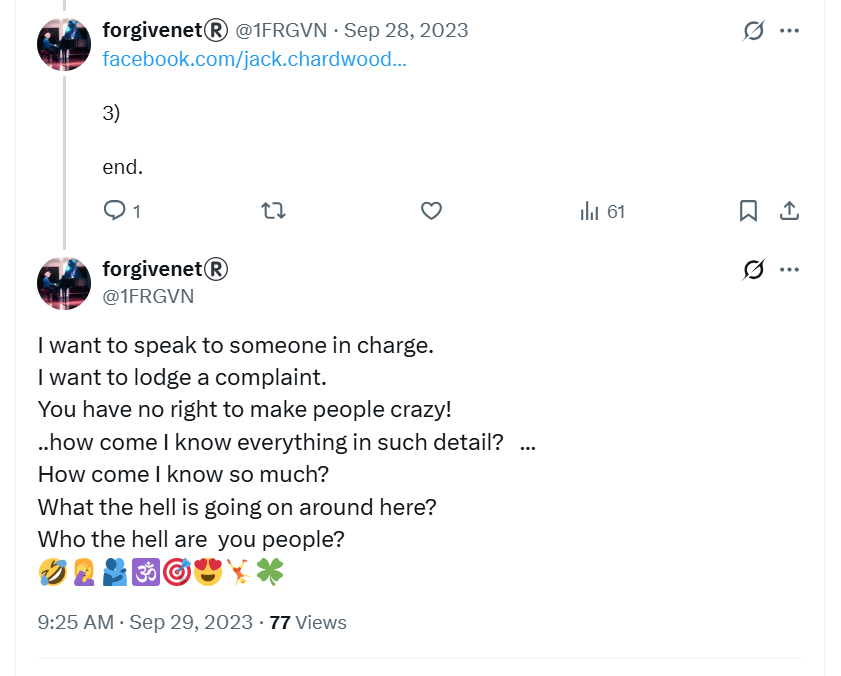 forgivenet® @1FRGVN · Sep 28, 2023
facebook.com/jack.chardwood...
3)
end.
1 61
forgivenet®
@1FRGVN
I want to speak to someone in charge.
I want to lodge a complaint.
You have no right to make people crazy!
..how come I know everything in such detail?   ...
How come I know so much?
What the hell is going on around here?
Who the hell are  you people?
🤣🤦‍♀️🫂🕉️🎯😍🤸🍀
9:25 AM · Sep 29, 2023 · 77 Views